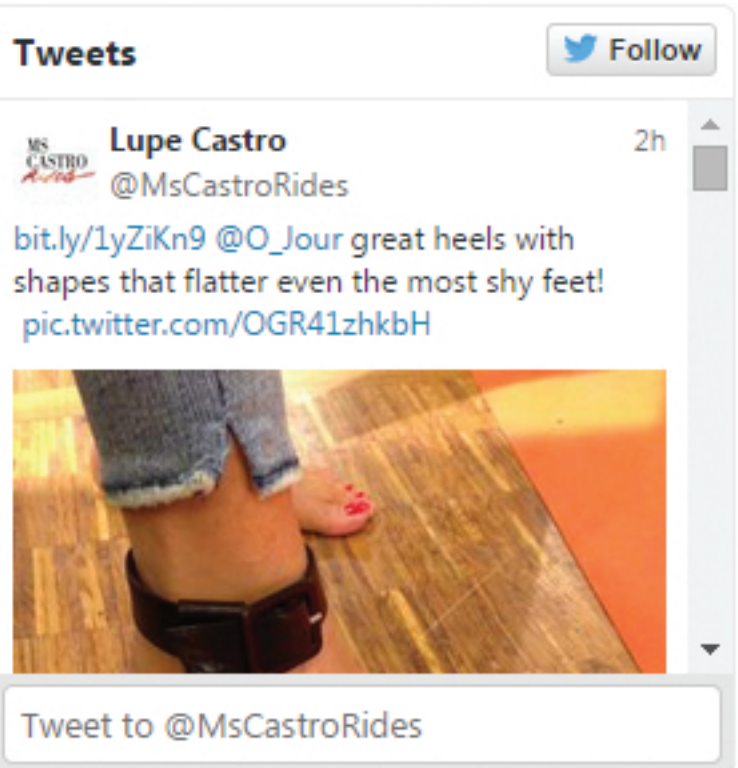 Tweets
Follow
Lupe Castro
2h
MS
CASTRO
Rides
@MsCastroRides
bit.ly/1yZiKn9 @O_Jour great heels with
shapes that flatter even the most shy feet!
pic.twitter.com/OGR41zhkbH
Tweet to @MsCastroRides